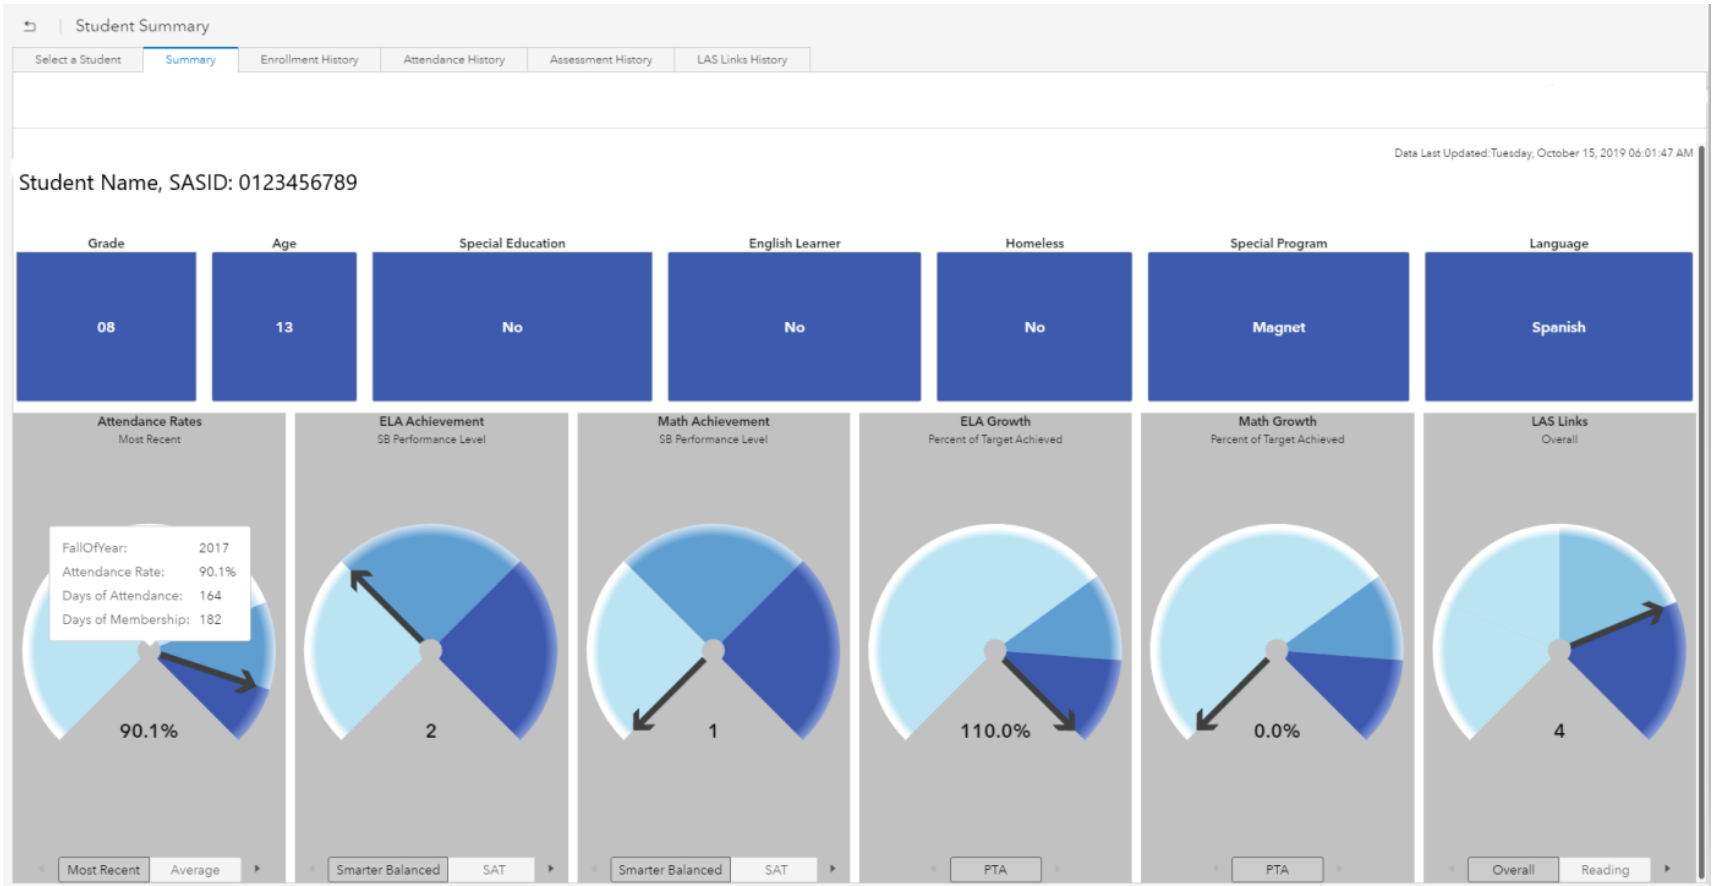 Student Summary
Select a Student Summary Enrollment History Attendance History Assessment History LAS Links History
Data Last Updated:Tuesday, October 15, 2019 06:01:47 AM
Student Name, SASID: 0123456789
Grade Age Special Education English Learner Homeless Special Program Language
08 13 No No No Magnet Spanish
Attendance Rates ELA Achievement Math Achievement ELA Growth Math Growth LAS Links
Most Recent SB Performance Level SB Performance Level Percent of Target Achieved Percent of Target Achieved Overall
FallOfYear: 2017
Attendance Rate: 90.1%
Days of Attendance: 164
Days of Membership: 182
90.1% 2 1 110.0% 0.0% 4
Most Recent Average Smarter Balanced SAT Smarter Balanced SAT PTA PTA Overall Reading